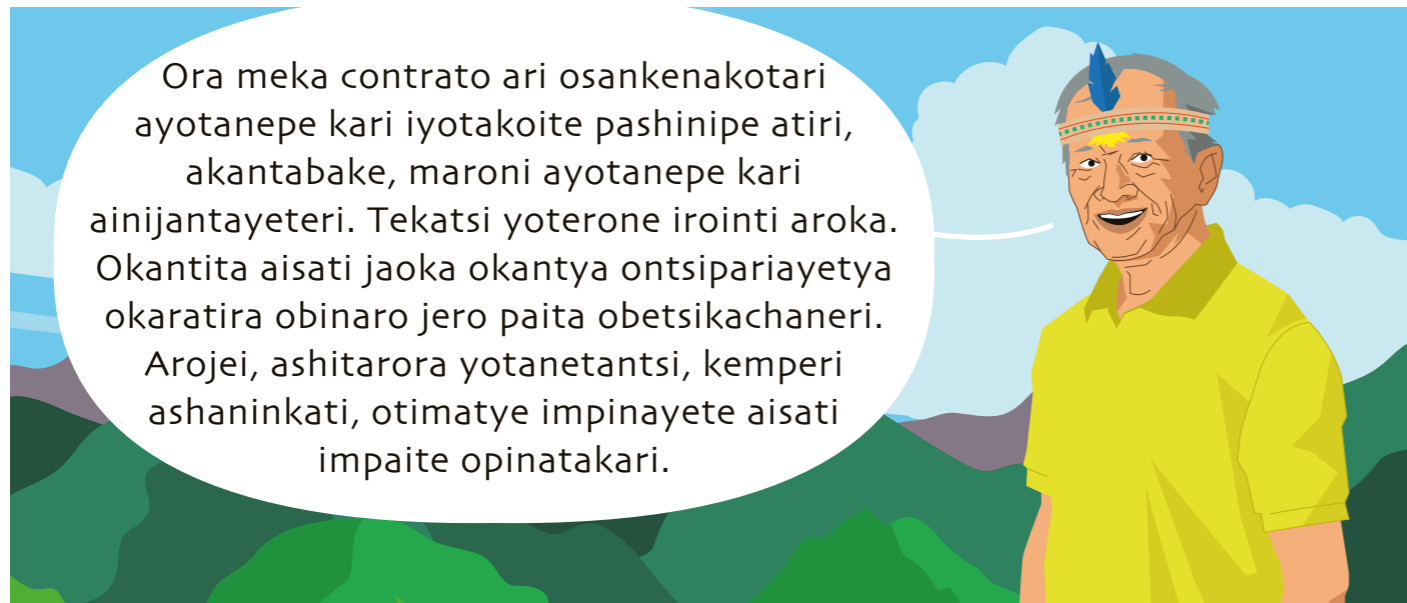 Ora meka contrato ari osankenakotari
ayotanepe kari iyotakoite pashinipe atiri,
akantabake, maroni ayotanepe kari
ainijantayeteri. Tekatsi yoterone irointi aroka.
Okantita aisati jaoka okantya ontsipariayetya
okaratira obinaro jero paita obetsikachaneri.
Arojei, ashitarora yotanetantsi, kemperi
ashaninkati, otimatye impinayete aisati
impaite opinatakari.